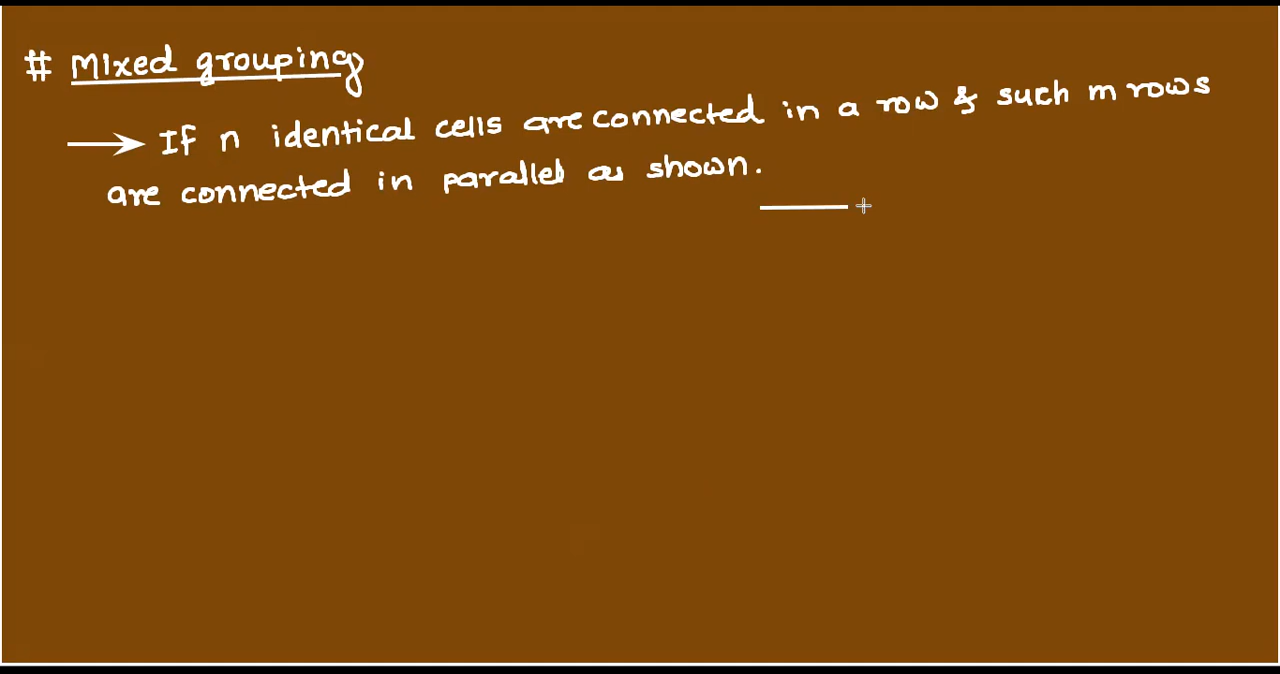 # Mixed grouping
If n identical cells are connected in a row & such m rows
are connected in parallel as shown.